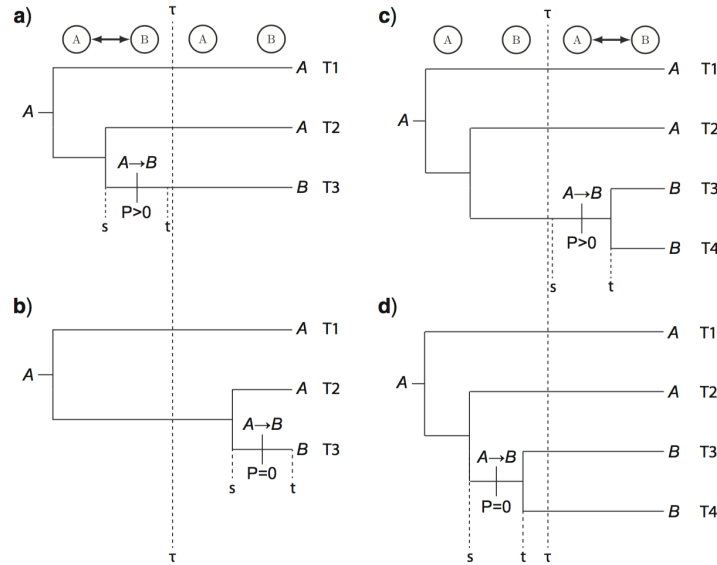 a)
τ
A B A B
A T1
A
A T2
A→B
B T3
P>0
s t
b)
A T1
A
A T2
A→B
B T3
P=0
s t
τ
c)
τ
A B A B
A T1
A
A T2
A→B
B T3
P>0
B T4
s t
d)
A T1
A
A T2
A→B
B T3
P=0
B T4
s t τ